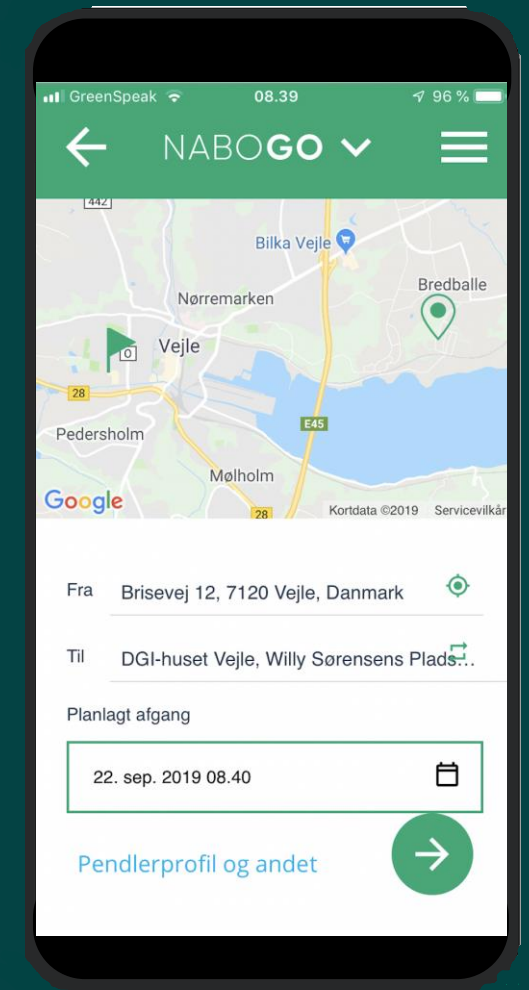 GreenSpeak 08.39 96 %
NABOGO
442
Bilka Vejle
Bredballe
Nørremarken
Vejle
O
28
E45
Pedersholm
Mølholm
Google
28
Kortdata ©2019 Servicevilkår
Fra Brisevej 12, 7120 Vejle, Danmark
Til DGI-huset Vejle, Willy Sørensens Plads...
Planlagt afgang
22. sep. 2019 08.40
Pendlerprofil og andet